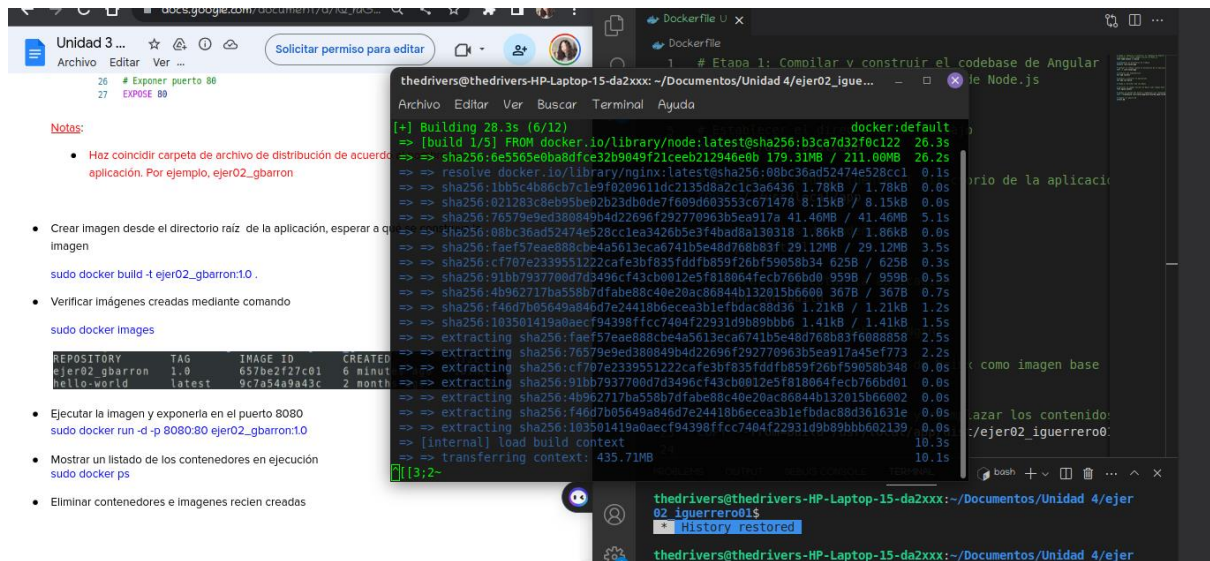 docs.google.com/document/d/
Unidad 3 ...
Archivo Editar Ver ...
Solicitar permiso para editar
26 # Exponer puerto 80
27 EXPOSE 80
Notas:
Haz coincidir carpeta de archivo de distribución de acuerdo
aplicación. Por ejemplo, ejer02_gbarron
Crear imagen desde el directorio raíz de la aplicación, esperar a
imagen
sudo docker build -t ejer02_gbarron:1.0 .
Verificar imágenes creadas mediante comando
sudo docker images
REPOSITORY TAG IMAGE ID CREATED
ejer02_gbarron 1.0 657be2f27c01 6 minut
hello-world latest 9c7a54a9a43c 2 month
Ejecutar la imagen y exponerla en el puerto 8080
sudo docker run -d -p 8080:80 ejer02_gbarron:1.0
Mostrar un listado de los contenedores en ejecución
sudo docker ps
Eliminar contenedores e imagenes recien creadas
thedrivers@thedrivers-HP-Laptop-15-da2xxx: ~/Documentos/Unidad 4/ejer02_igue...
Archivo Editar Ver Buscar Terminal Ayuda
[+] Building 28.3s (6/12) docker:default
=> [build 1/5] FROM docker.io/library/node:latest@sha256:b3ca7d32f0c122 26.3s
=> => sha256:6e5565e0ba8dfce32b9049f21ceeb212946e0b 179.31MB / 211.00MB 26.2s
=> => resolve docker.io/library/nginx:latest@sha256:08bc36ad52474e528cc1 0.1s
=> => sha256:1bb5c4b86cb7c1e9f0209611dc2135d8a2c1c3a6436 1.78kB / 1.78kB 0.0s
=> => sha256:021283c8eb95be02b23db0de7f609d603553c671478 8.15kB / 8.15kB 0.0s
=> => sha256:76579e9ed380849b4d22696f292770963b5ea917a 41.46MB / 41.46MB 5.1s
=> => sha256:08bc36ad52474e528cc1ea3426b5e3f4bad8a130318 1.86kB / 1.86kB 0.0s
=> => sha256:faef57eae888cbe4a5613eca6741b5e48d768b83f 29.12MB / 29.12MB 3.5s
=> => sha256:cf707e2339551222cafe3bf835fddfb859f26bf59058b34 625B / 625B 0.3s
=> => sha256:91bb7937700d7d3496cf43cb0012e5f818064fecb766bd0 959B / 959B 0.5s
=> => sha256:4b962717ba558b7dfabe88c40e20ac86844b132015b6600 367B / 367B 0.7s
=> => sha256:f46d7b05649a846d7e24418b6ecea3b1efbdac88d36 1.21kB / 1.21kB 1.2s
=> => sha256:103501419a0aecf94398ffcc7404f22931d9b89bbb6 1.41kB / 1.41kB 1.5s
=> => extracting sha256:faef57eae888cbe4a5613eca6741b5e48d768b83f6088858 2.5s
=> => extracting sha256:76579e9ed380849b4d22696f292770963b5ea917a45ef773 2.2s
=> => extracting sha256:cf707e2339551222cafe3bf835fddfb859f26bf59058b348 0.0s
=> => extracting sha256:91bb7937700d7d3496cf43cb0012e5f818064fecb766bd01 0.0s
=> => extracting sha256:4b962717ba558b7dfabe88c40e20ac86844b132015b66002 0.0s
=> => extracting sha256:f46d7b05649a846d7e24418b6ecea3b1efbdac88d361631e 0.0s
=> => extracting sha256:103501419a0aecf94398ffcc7404f22931d9b89bbb602139 0.0s
=> [internal] load build context 10.3s
=> => transferring context: 435.71MB 10.1s
^[[3;2~
Dockerfile U
Dockerfile
1 # Etapa 1: Compilar y construir el codebase de Angular
de Node.js
orio de la aplicació
como imagen base
azar los contenidos
/ejer02_iguerrero01
24
TERMINAL
bash
thedrivers@thedrivers-HP-Laptop-15-da2xxx:~/Documentos/Unidad 4/ejer
02_iguerrero01$
* History restored
thedrivers@thedrivers-HP-Laptop-15-da2xxx:~/Documentos/Unidad 4/ejer